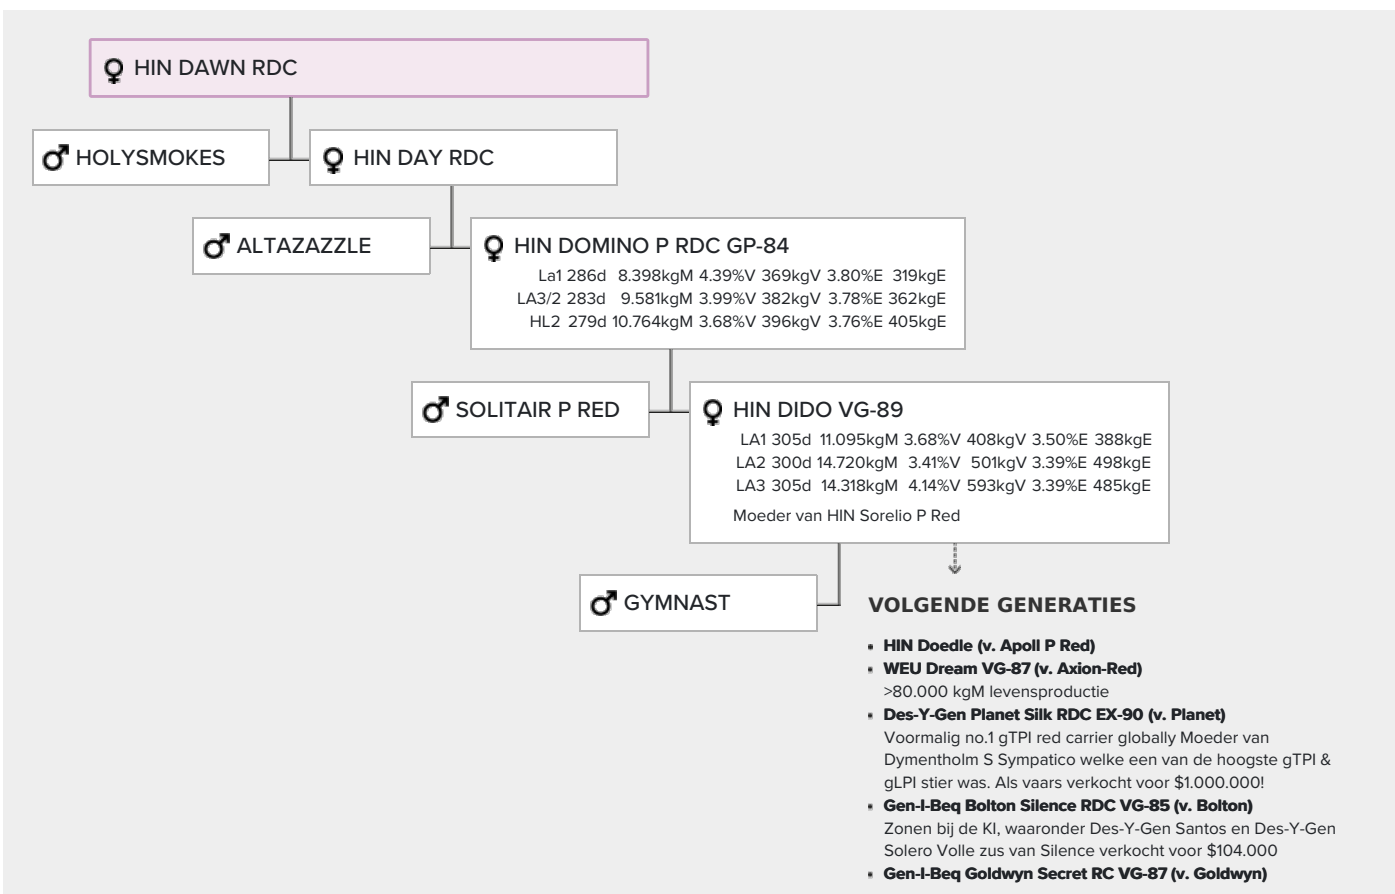 HIN DAWN RDC
HOLYSMOKES
HIN DAY RDC
ALTAZAZZLE
HIN DOMINO P RDC GP-84
La1 286d 8.398kgM 4.39%V 369kgV 3.80%E 319kgE
LA3/2 283d 9.581kgM 3.99%V 382kgV 3.78%E 362kgE
HL2 279d 10.764kgM 3.68%V 396kgV 3.76%E 405kgE
SOLITAIR P RED
HIN DIDO VG-89
LA1 305d 11.095kgM 3.68%V 408kgV 3.50%E 388kgE
LA2 300d 14.720kgM 3.41%V 501kgV 3.39%E 498kgE
LA3 305d 14.318kgM 4.14%V 593kgV 3.39%E 485kgE
Moeder van HIN Sorelio P Red
GYMNAST
VOLGENDE GENERATIES
HIN Doedle (v. Apoll P Red)
WEU Dream VG-87 (v. Axion-Red)
>80.000 kgM levensproductie
Des-Y-Gen Planet Silk RDC EX-90 (v. Planet)
Voormalig no.1 gTPI red carrier globally Moeder van
Dymentholm S Sympatico welke een van de hoogste gTPI &
gLPI stier was. Als vaars verkocht voor $1.000.000!
Gen-I-Beq Bolton Silence RDC VG-85 (v. Bolton)
Zonen bij de KI, waaronder Des-Y-Gen Santos en Des-Y-Gen
Solero Volle zus van Silence verkocht voor $104.000
Gen-I-Beq Goldwyn Secret RC VG-87 (v. Goldwyn)